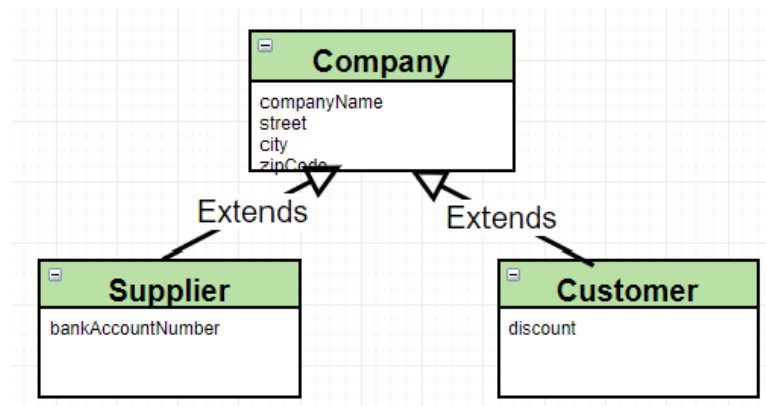 Company
companyName
street
city
zipCode
Extends
Extends
Supplier
bankAccountNumber
Customer
discount